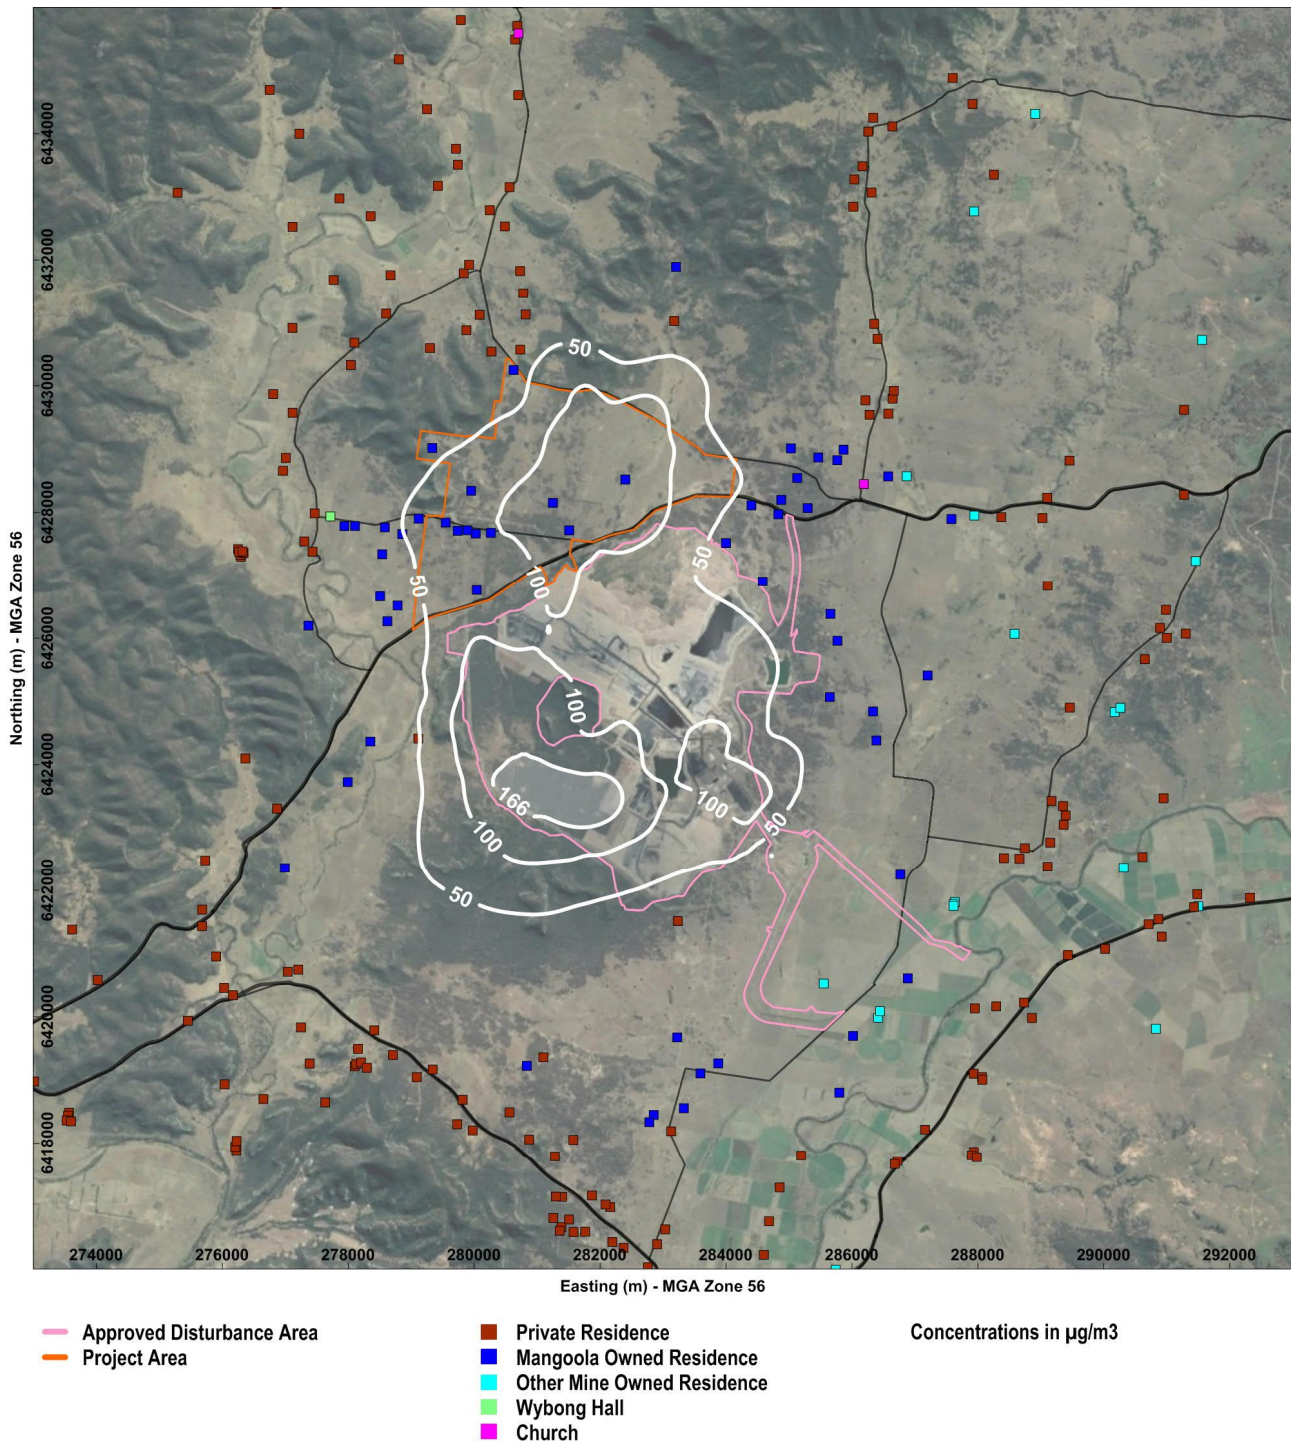 6434000
6432000
6430000
6428000
6426000
6424000
6422000
6420000
6418000
Northing (m) - MGA Zone 56
50
50
50
100
100
166
100
100
50
50
274000 276000 278000 280000 282000 284000 286000 288000 290000 292000
Easting (m) - MGA Zone 56
Approved Disturbance Area
Project Area
Private Residence
Mangoola Owned Residence
Other Mine Owned Residence
Wybong Hall
Church
Concentrations in µg/m3